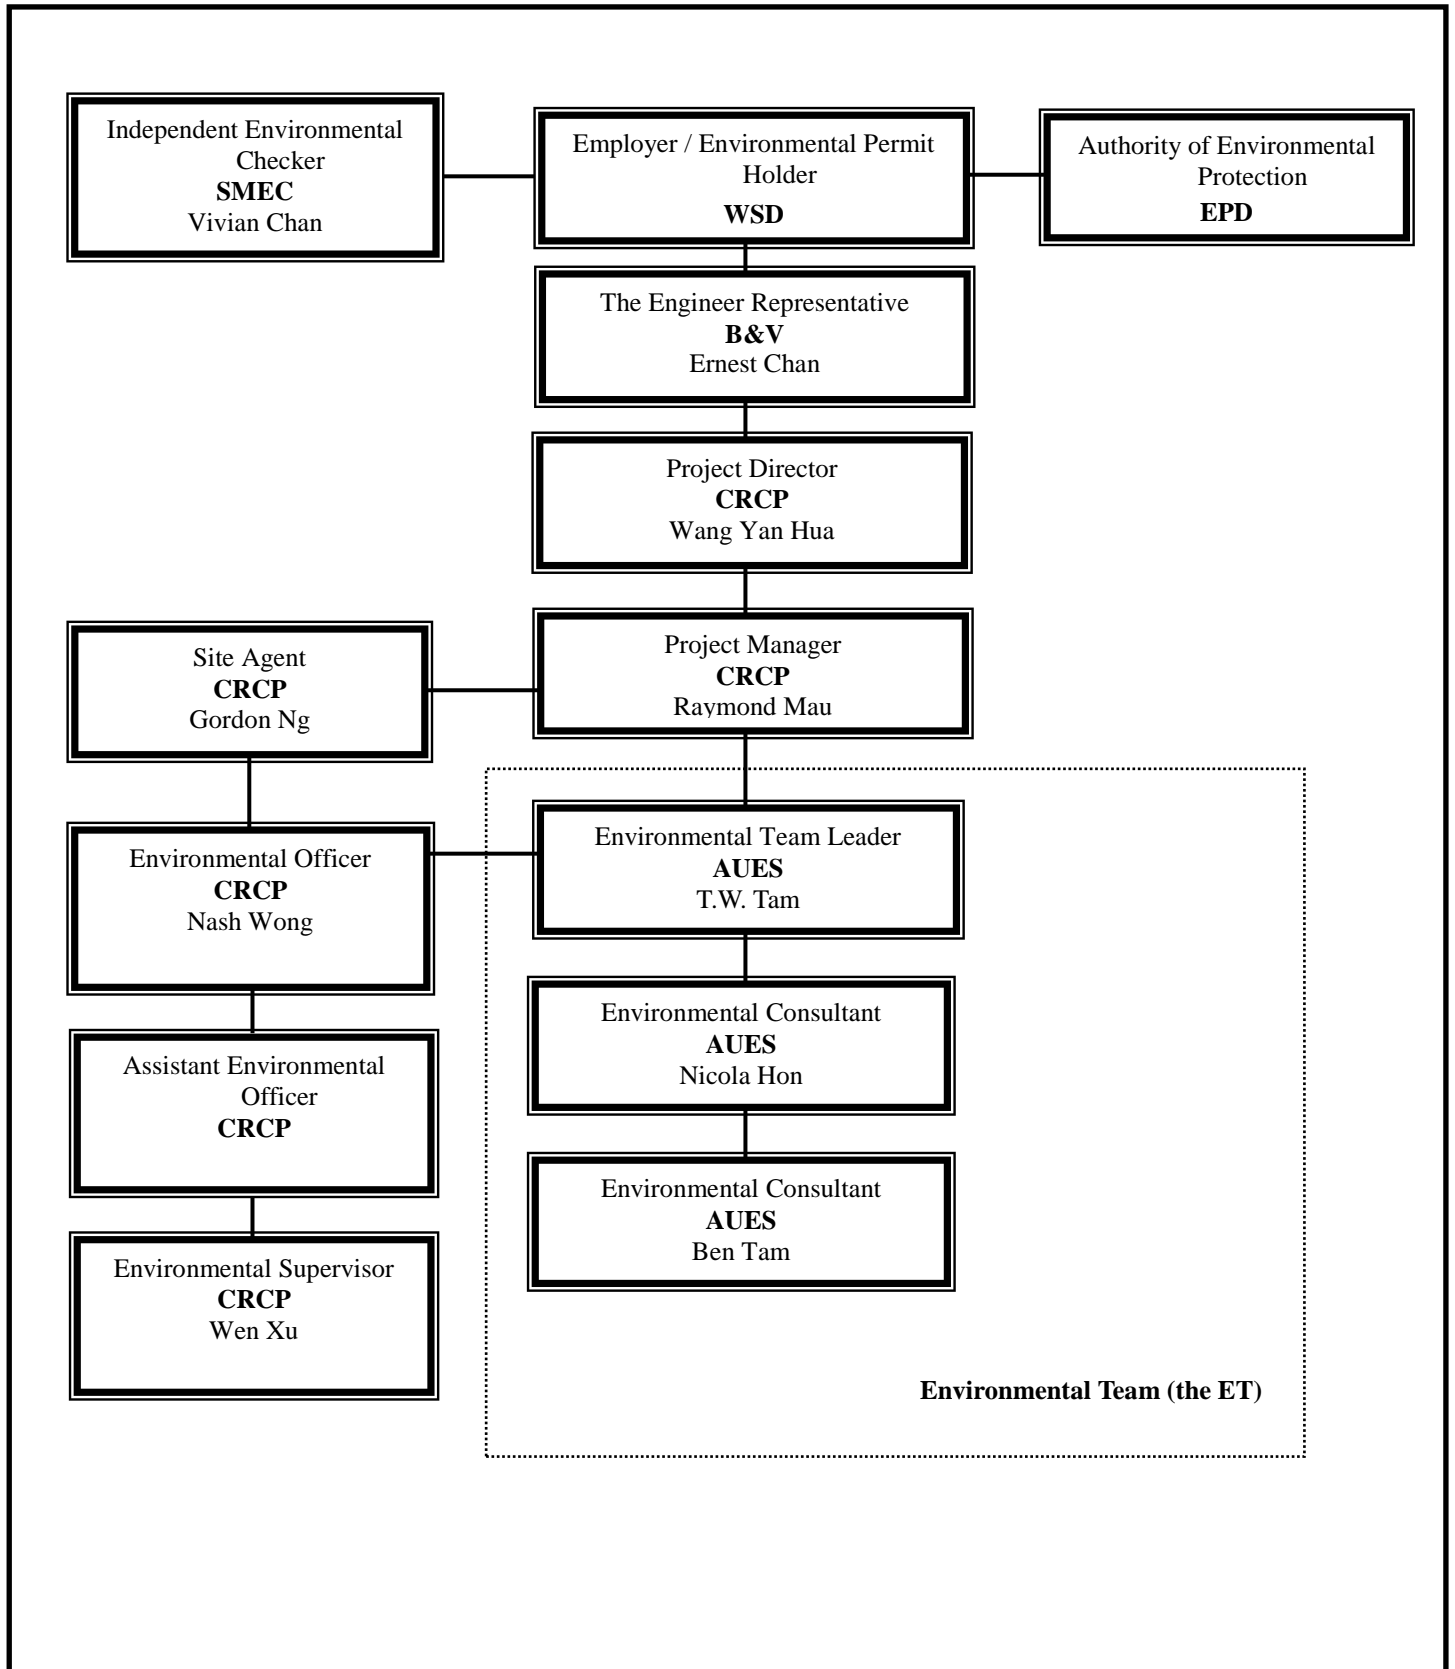 Independent Environmental
Checker
SMEC
Vivian Chan
Employer / Environmental Permit
Holder
WSD
Authority of Environmental
Protection
EPD
The Engineer Representative
B&V
Ernest Chan
Project Director
CRCP
Wang Yan Hua
Project Manager
CRCP
Raymond Mau
Site Agent
CRCP
Gordon Ng
Environmental Officer
CRCP
Nash Wong
Environmental Team Leader
AUES
T.W. Tam
Environmental Consultant
AUES
Nicola Hon
Assistant Environmental
Officer
CRCP
Environmental Consultant
AUES
Ben Tam
Environmental Supervisor
CRCP
Wen Xu
Environmental Team (the ET)